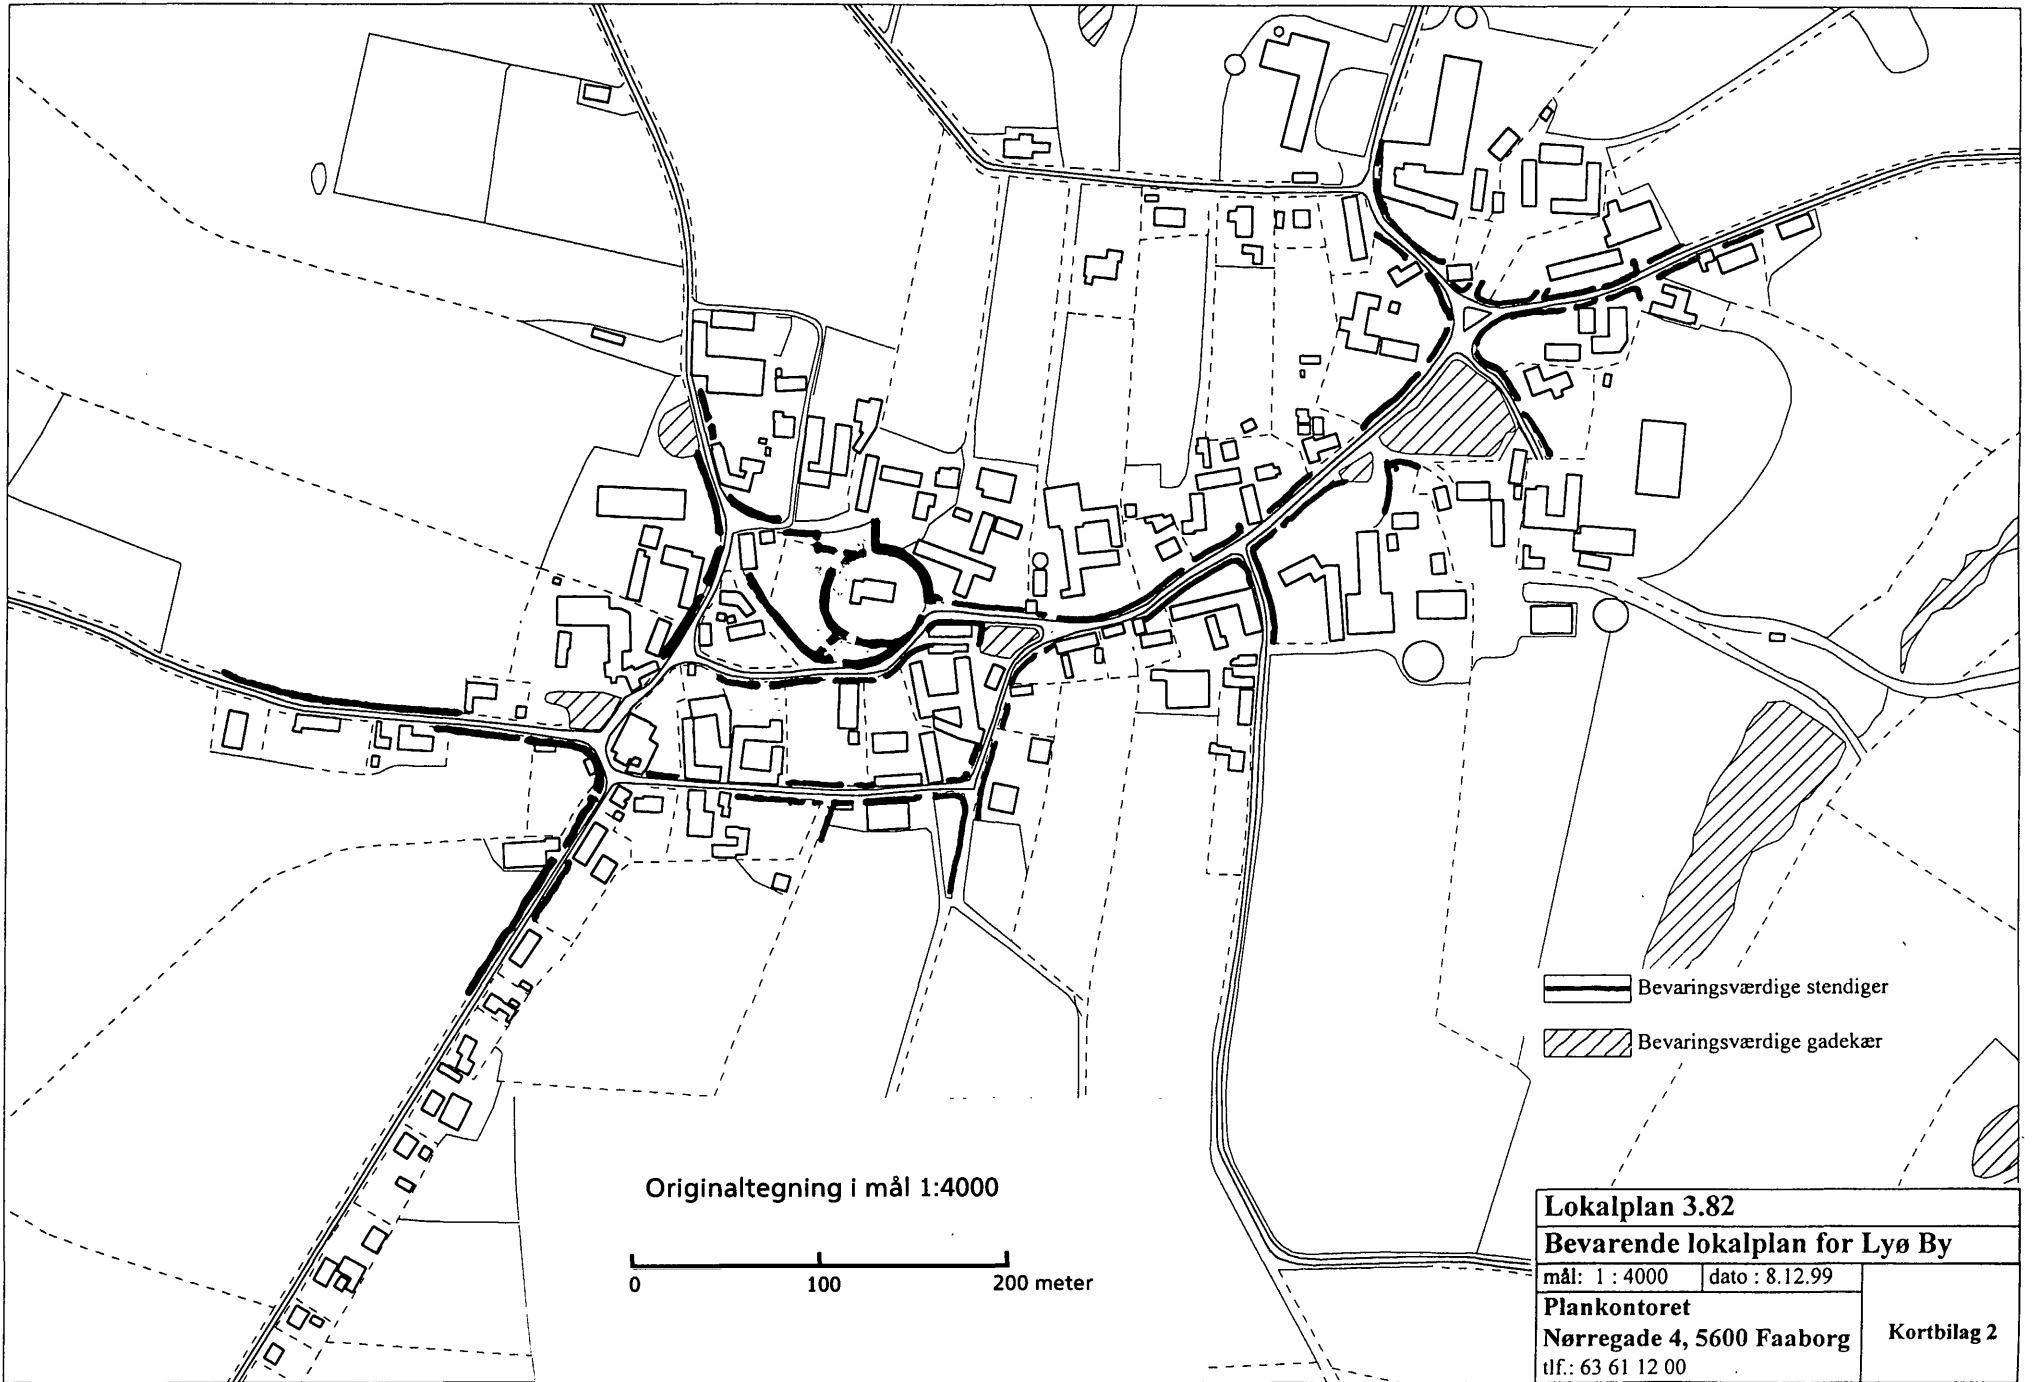 Bevaringsværdige stendiger
Bevaringsværdige gadekær
Originaltegning i mål 1:4000
0 100 200 meter
Lokalplan 3.82
Bevarende lokalplan for Lyø By
mål: 1 : 4000 dato : 8.12.99
Plankontoret
Nørregade 4, 5600 Faaborg
tlf.: 63 61 12 00
Kortbilag 2